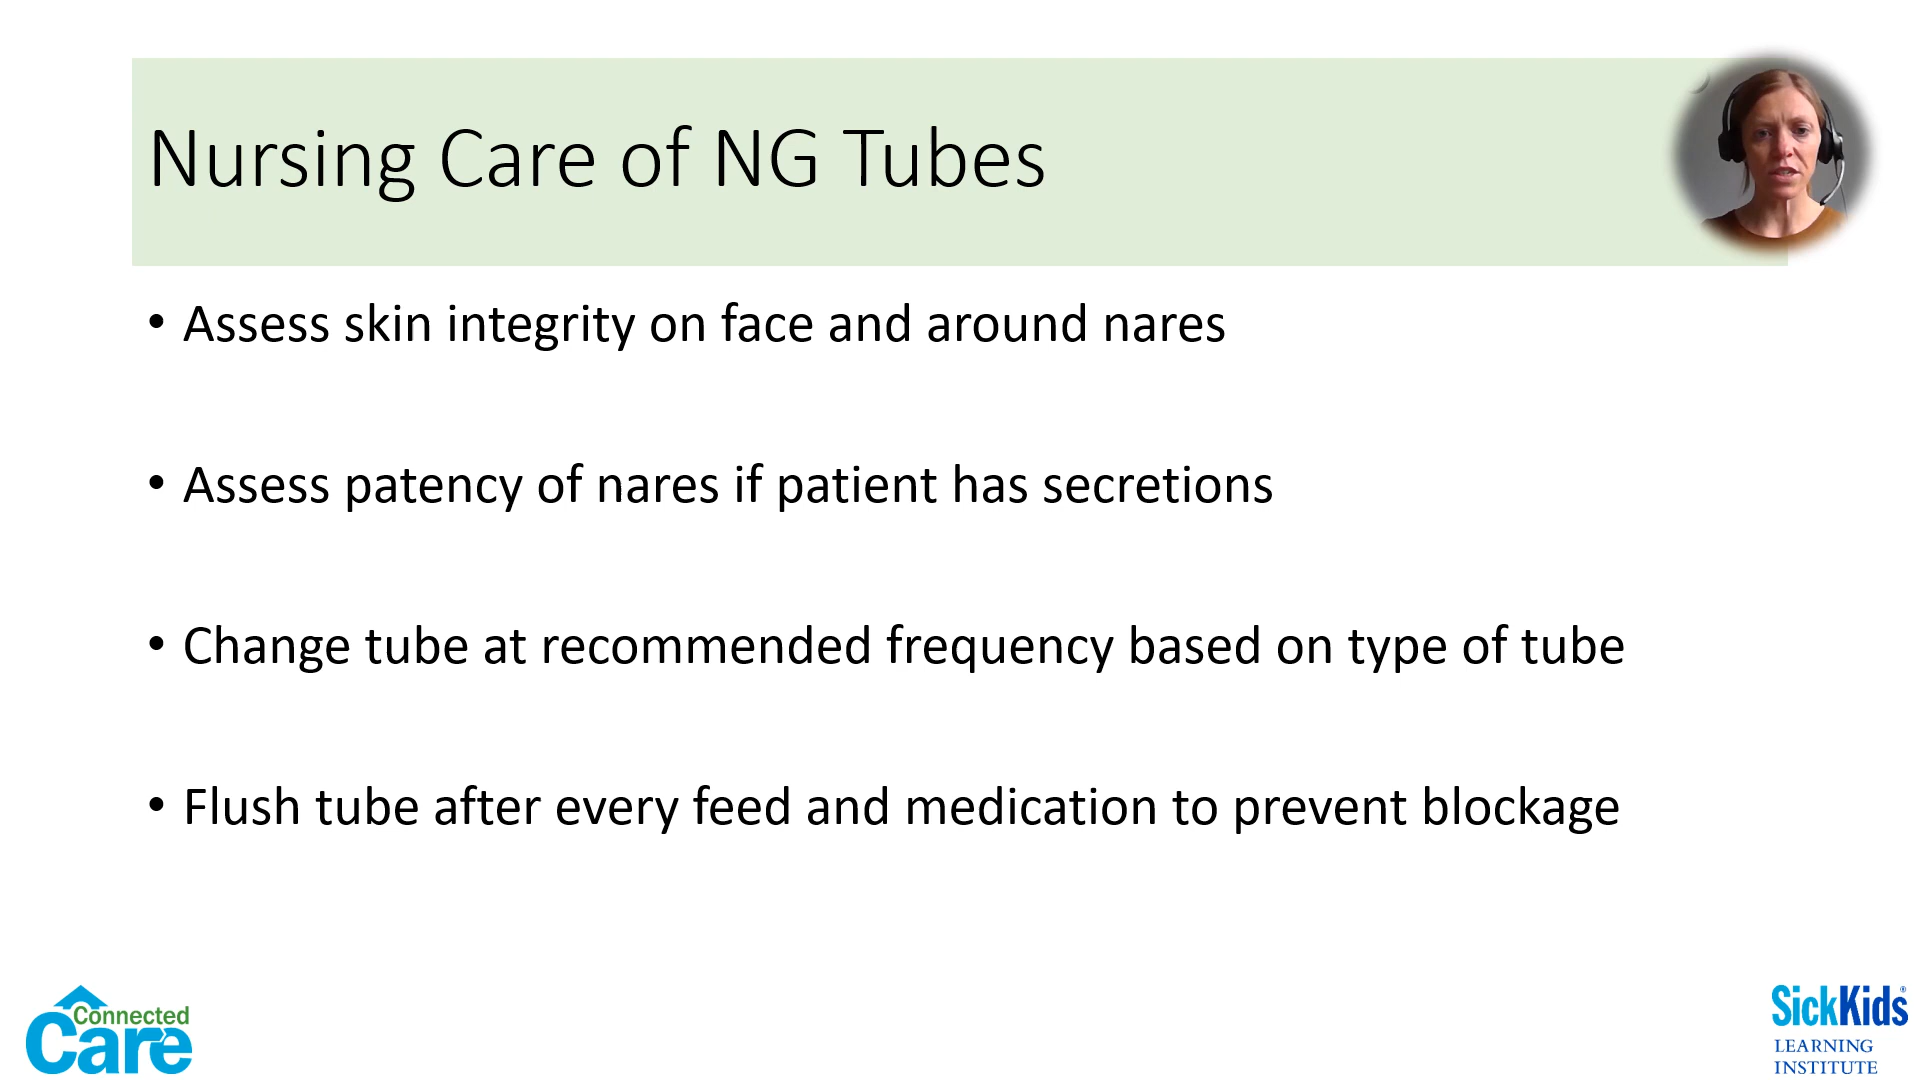 Nursing Care of NG Tubes
• Assess skin integrity on face and around nares
• Assess patency of nares if patient has secretions
• Change tube at recommended frequency based on type of tube
• Flush tube after every feed and medication to prevent blockage
Connected
Care
SickKids®
LEARNING
INSTITUTE